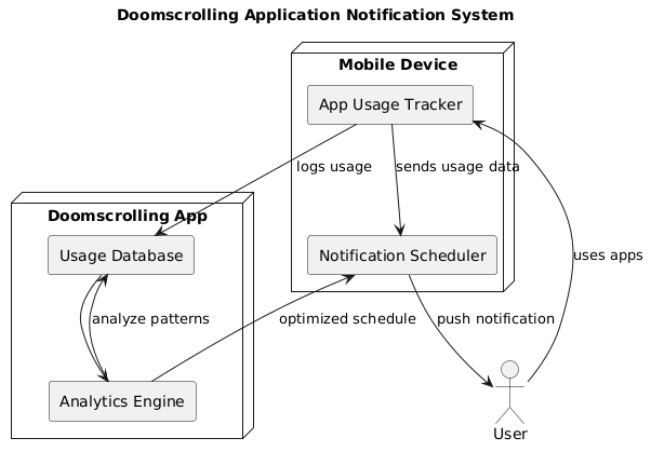 Doomscrolling Application Notification System
Mobile Device
App Usage Tracker
logs usage
sends usage data
Doomscrolling App
Usage Database
Notification Scheduler
uses apps
analyze patterns
optimized schedule
push notification
Analytics Engine
User